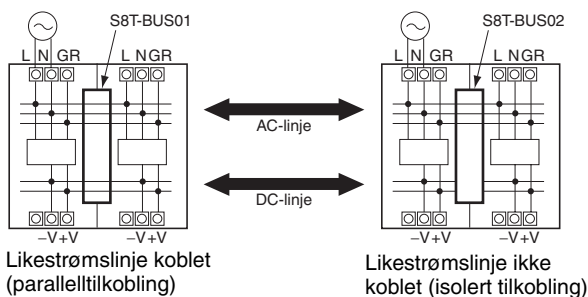 S8T-BUS01
S8T-BUS02
L N GR L N GR
L N GR L N GR
AC-linje
DC-linje
–V+V –V+V
–V+V –V+V
Likestrømslinje koblet
(parallelltilkobling)
Likestrømslinje ikke
koblet (isolert tilkobling)